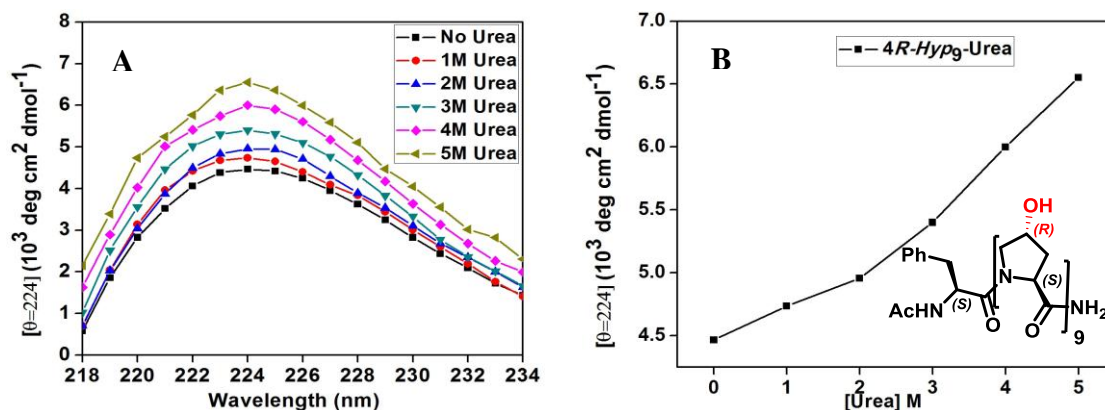 A
No Urea
1M Urea
2M Urea
3M Urea
4M Urea
5M Urea
8
7
6
5
4
3
2
1
0
218 220 222 224 226 228 230 232 234
Wavelength (nm)
[θ=224] (10³ deg cm² dmol⁻¹)
B
4R-Hyp₉-Urea
7.0
6.5
6.0
5.5
5.0
4.5
0 1 2 3 4 5
[Urea] M
[θ=224] (10³ deg cm² dmol⁻¹)
OH
(R)
Ph
N
(S)
AcHN
(S)
O
O
NH₂
9